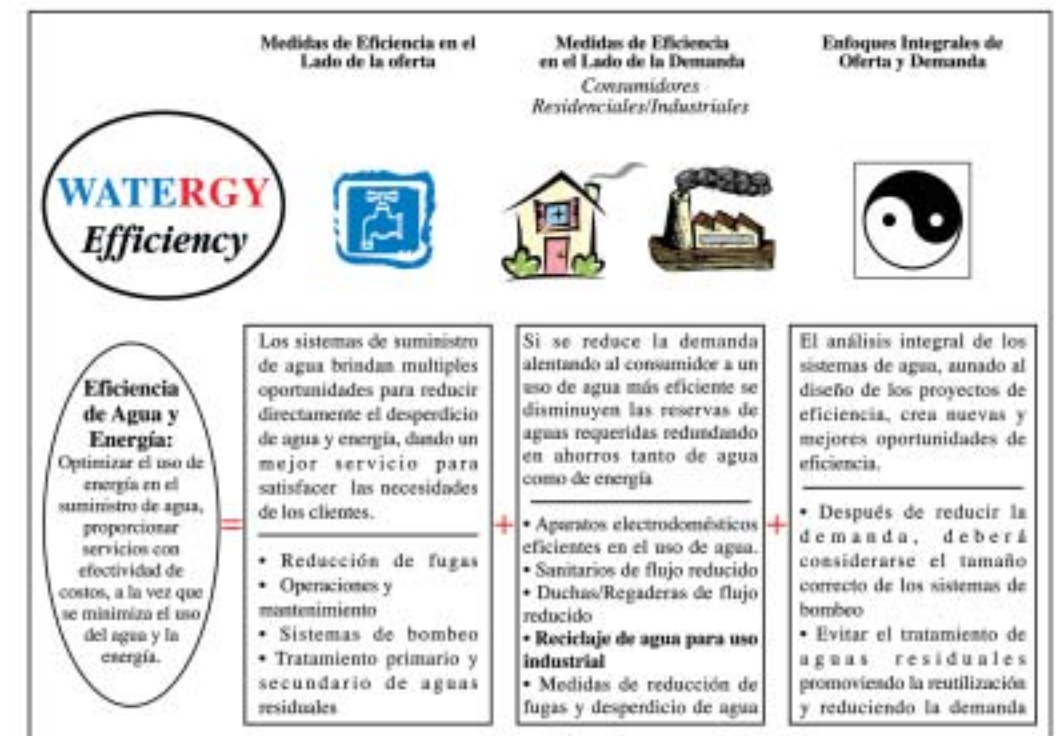 Medidas de Eficiencia en el
Lado de la oferta
Medidas de Eficiencia
en el Lado de la Demanda
Consumidores
Residenciales/Industriales
Enfoques Integrales de
Oferta y Demanda
WATERGY
Efficiency
Eficiencia
de Agua y
Energía:
Optimizar el uso de
energía en el
suministro de agua,
proporcionar
servicios con
efectividad de
costos, a la vez que
se minimiza el uso
del agua y la
energía.
=
Los sistemas de suministro
de agua brindan multiples
oportunidades para reducir
directamente el desperdicio
de agua y energía, dando un
mejor servicio para
satisfacer las necesidades
de los clientes.
• Reducción de fugas
• Operaciones y
mantenimiento
• Sistemas de bombeo
• Tratamiento primario y
secundario de aguas
residuales
+
Si se reduce la demanda
alentando al consumidor a un
uso de agua más eficiente se
disminuyen las reservas de
aguas requeridas redundando
en ahorros tanto de agua
como de energía
• Aparatos electrodomésticos
eficientes en el uso de agua.
• Sanitarios de flujo reducido
• Duchas/Regaderas de flujo
reducido
• Reciclaje de agua para uso
industrial
• Medidas de reducción de
fugas y desperdicio de agua
+
El análisis integral de los
sistemas de agua, aunado al
diseño de los proyectos de
eficiencia, crea nuevas y
mejores oportunidades de
eficiencia.
• Después de reducir la
demanda, deberá
considerarse el tamaño
correcto de los sistemas de
bombeo
• Evitar el tratamiento de
aguas residuales
promoviendo la reutilización
y reduciendo la demanda